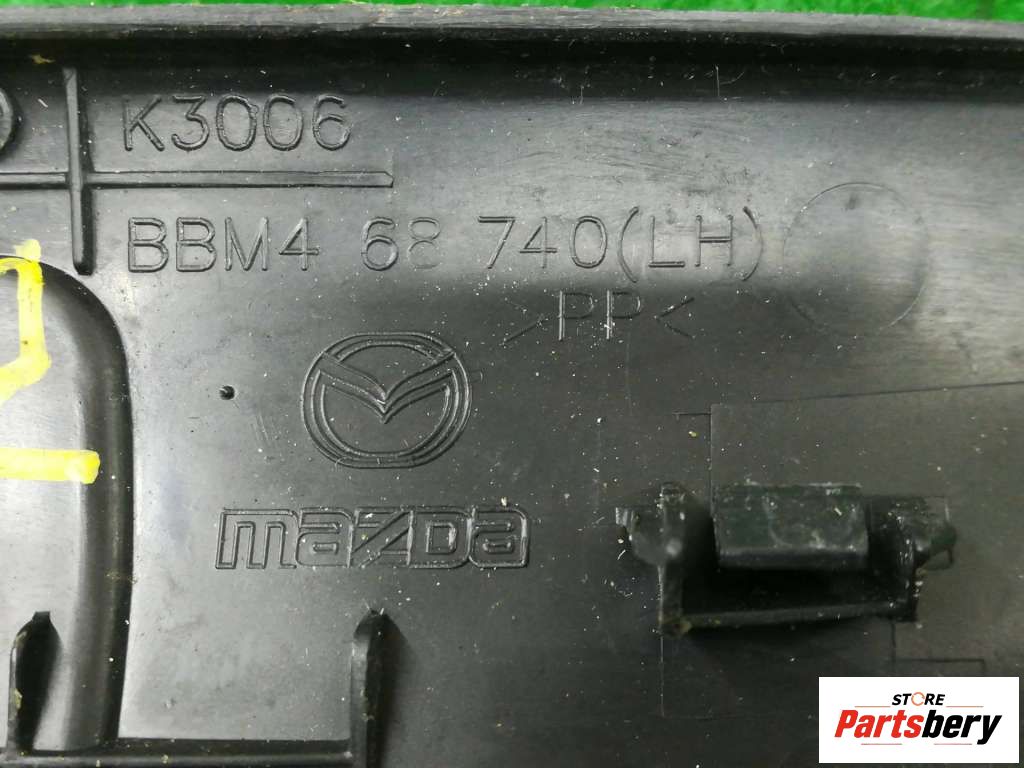 K3006
BBM4 68 740(LH)
>PP<
mazda
STORE
Partsbery